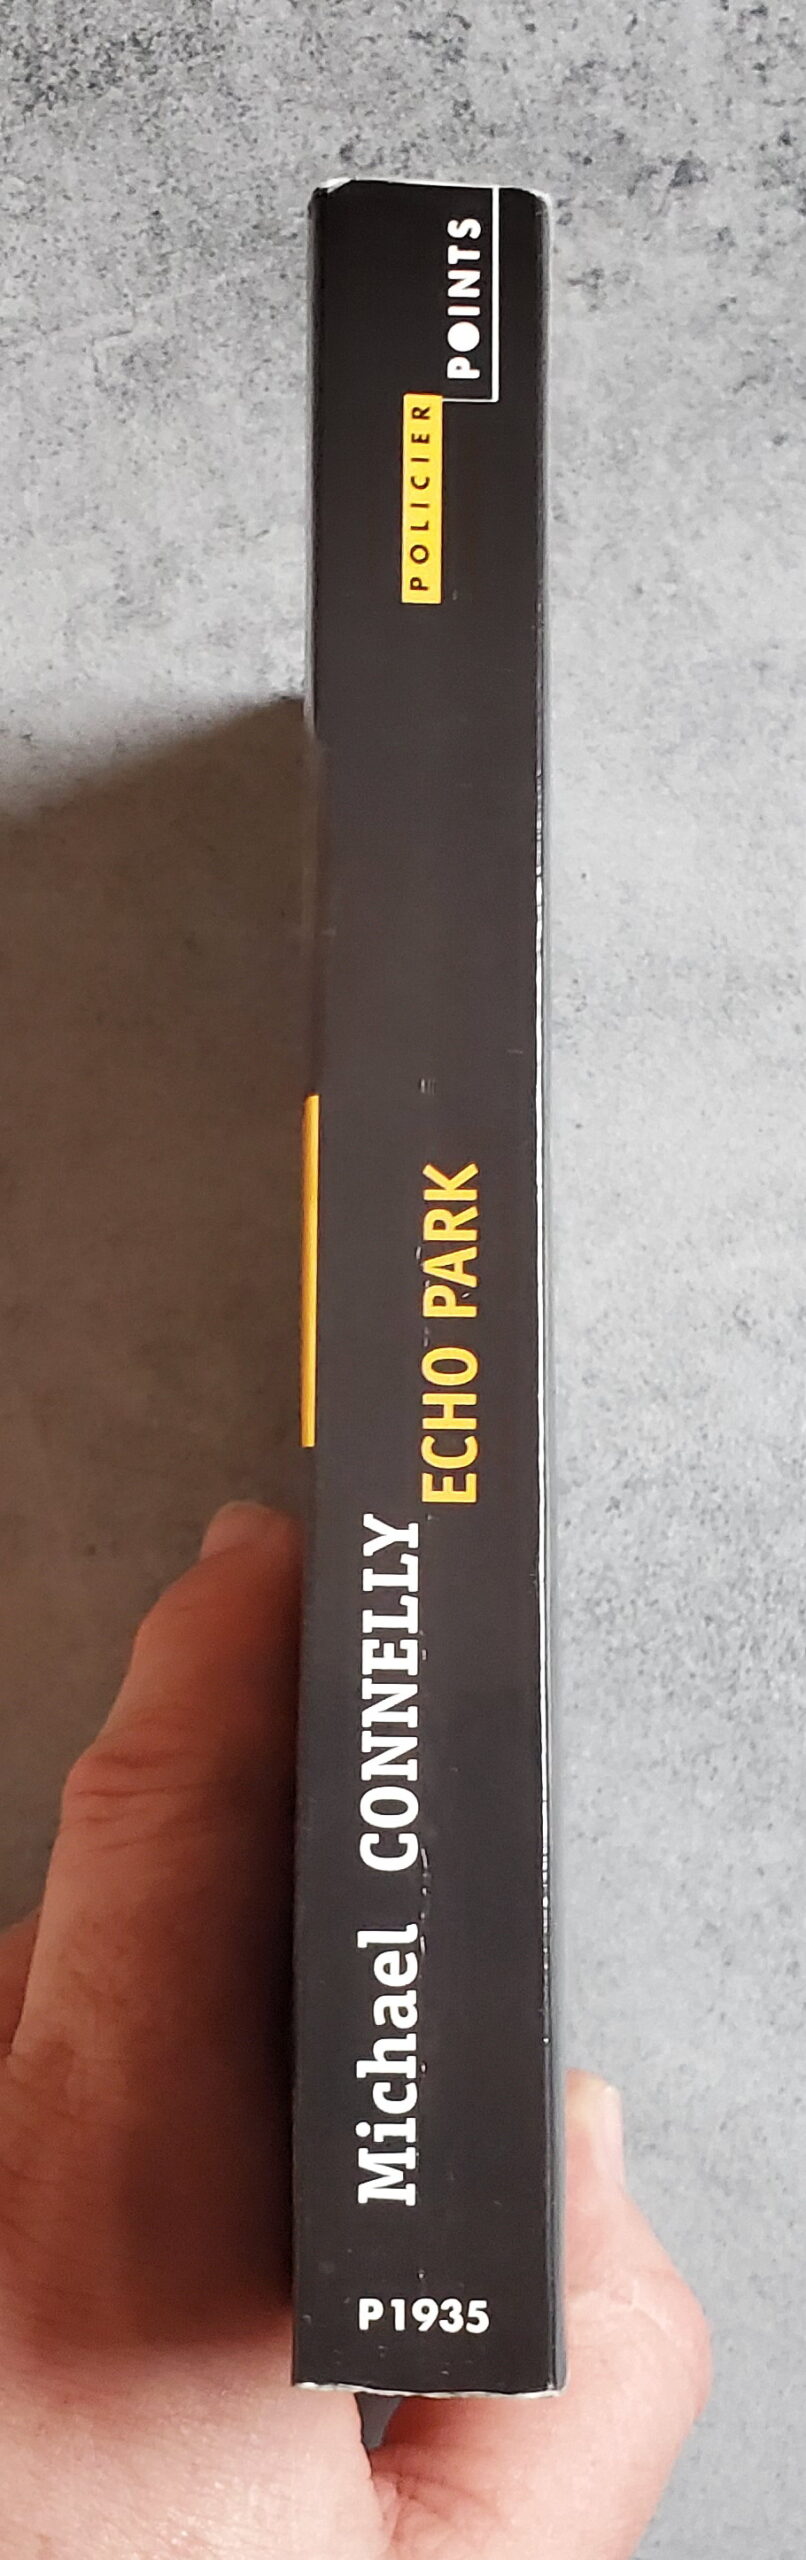 P1935
Michael CONNELLY
ECHO PARK
POLICIER
POINTS